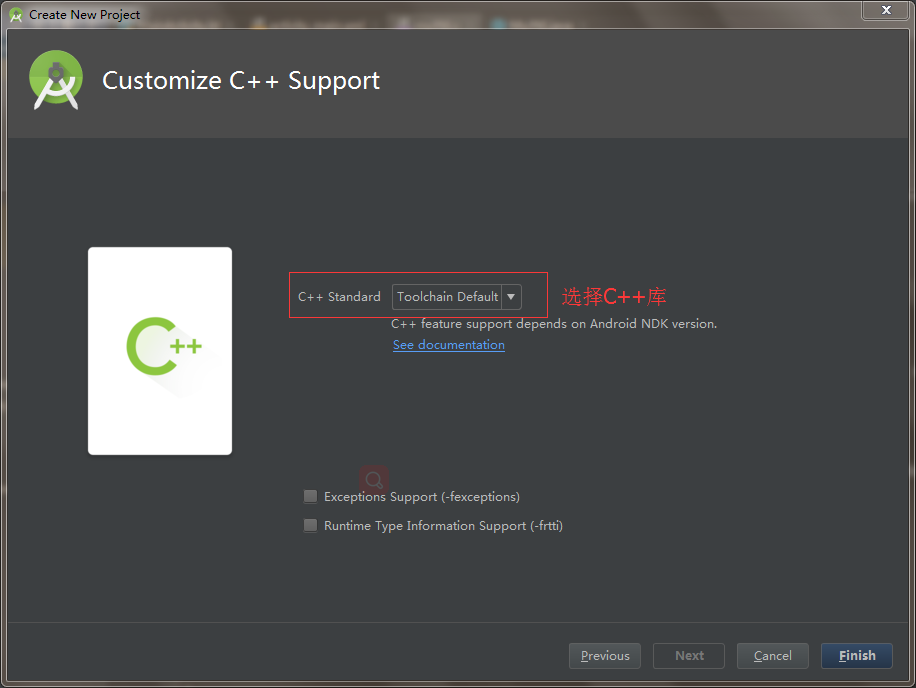 Create New Project
Customize C++ Support
C++ Standard Toolchain Default 选择C++库
C++ feature support depends on Android NDK version.
See documentation
C++
Exceptions Support (-fexceptions)
Runtime Type Information Support (-frtti)
Previous Next Cancel Finish